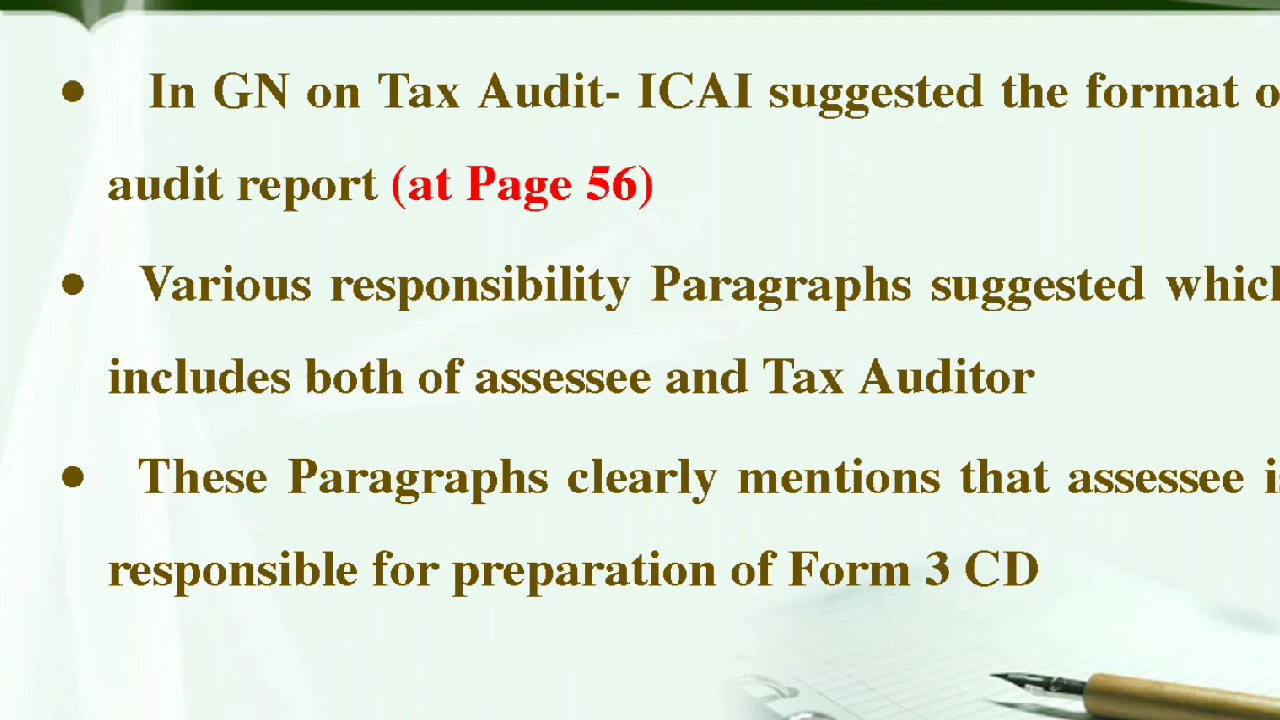 • In GN on Tax Audit- ICAI suggested the format o
audit report (at Page 56)
• Various responsibility Paragraphs suggested which
includes both of assessee and Tax Auditor
• These Paragraphs clearly mentions that assessee is
responsible for preparation of Form 3 CD